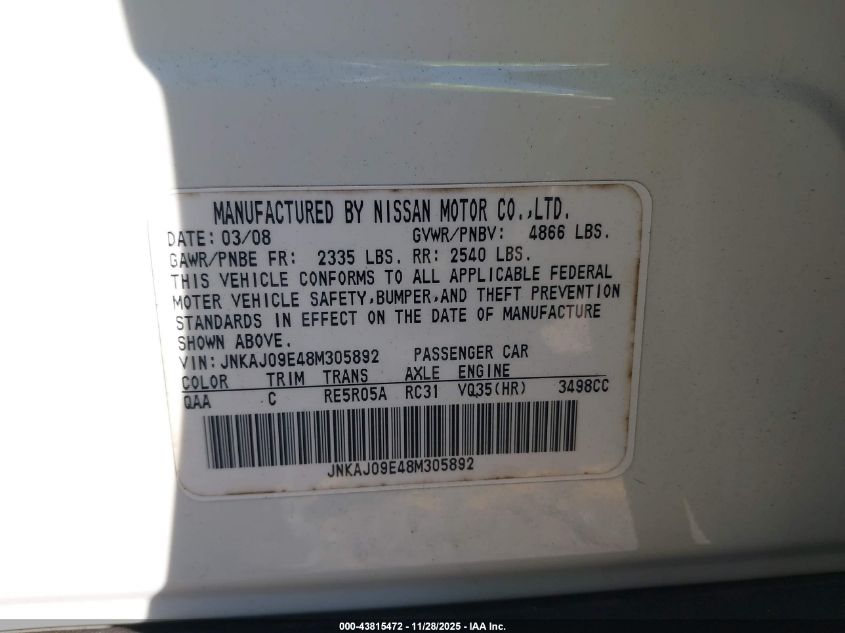 MANUFACTURED BY NISSAN MOTOR CO.,LTD.
DATE: 03/08 GVWR/PNBV: 4866 LBS.
GAWR/PNBE FR: 2335 LBS. RR: 2540 LBS.
THIS VEHICLE CONFORMS TO ALL APPLICABLE FEDERAL
MOTER VEHICLE SAFETY,BUMPER,AND THEFT PREVENTION
STANDARDS IN EFFECT ON THE DATE OF MANUFACTURE
SHOWN ABOVE.
VIN: JNKAJ09E48M305892 PASSENGER CAR
COLOR TRIM TRANS AXLE ENGINE
QAA C RE5R05A RC31 VQ35(HR) 3498CC
JNKAJ09E48M305892
000-43815472 | 11/28/2025 - IAA Inc.